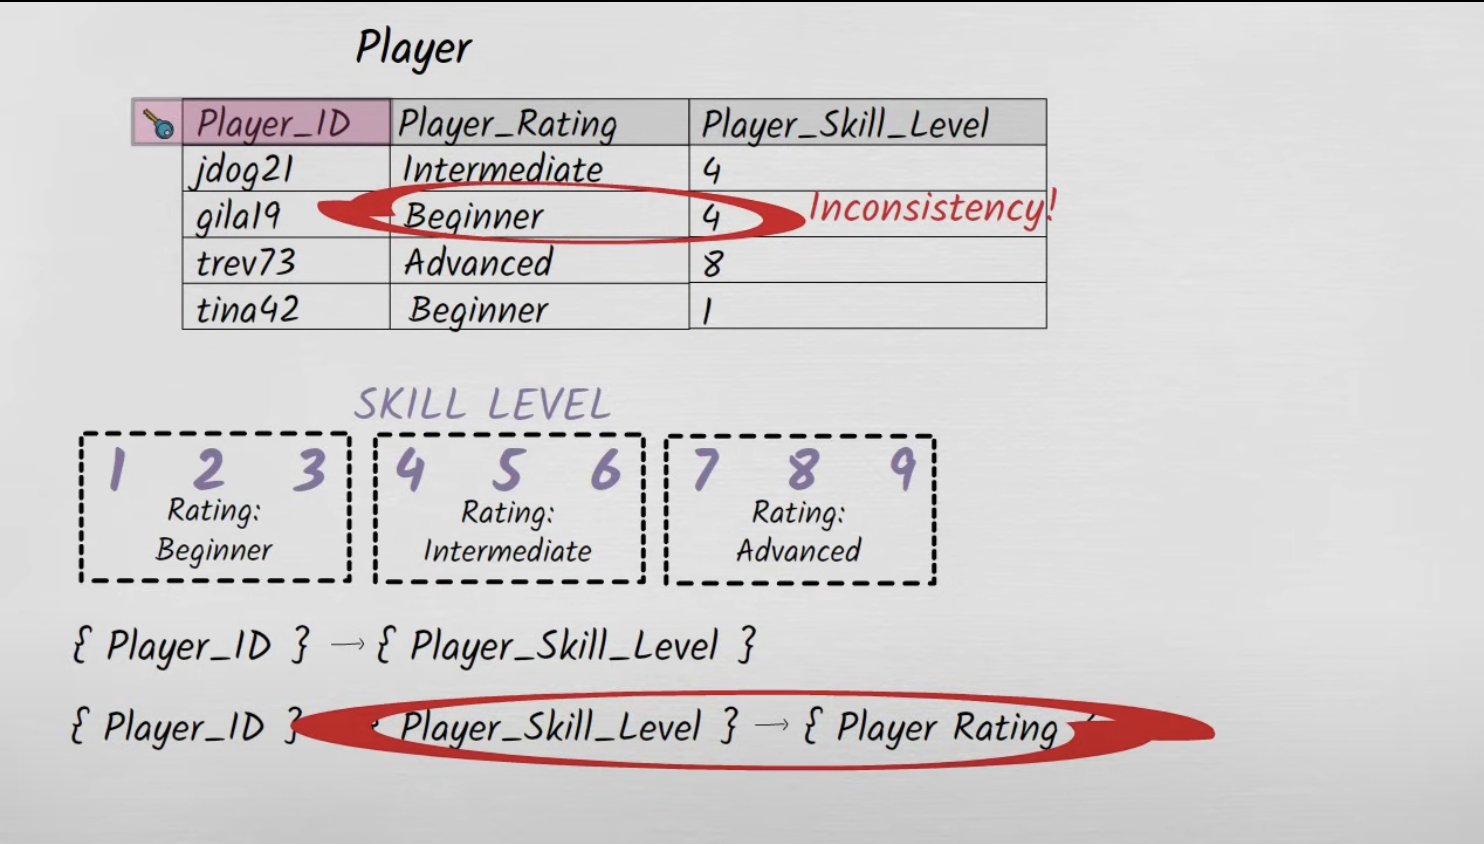 Player
Player_ID Player_Rating Player_Skill_Level
jdog21 Intermediate 4
gila19 Beginner 4 Inconsistency!
trev73 Advanced 8
tina42 Beginner 1
SKILL LEVEL
1 2 3 4 5 6 7 8 9
Rating: Rating: Rating:
Beginner Intermediate Advanced
{ Player_ID } → { Player_Skill_Level }
{ Player_ID } { Player_Skill_Level } → { Player Rating